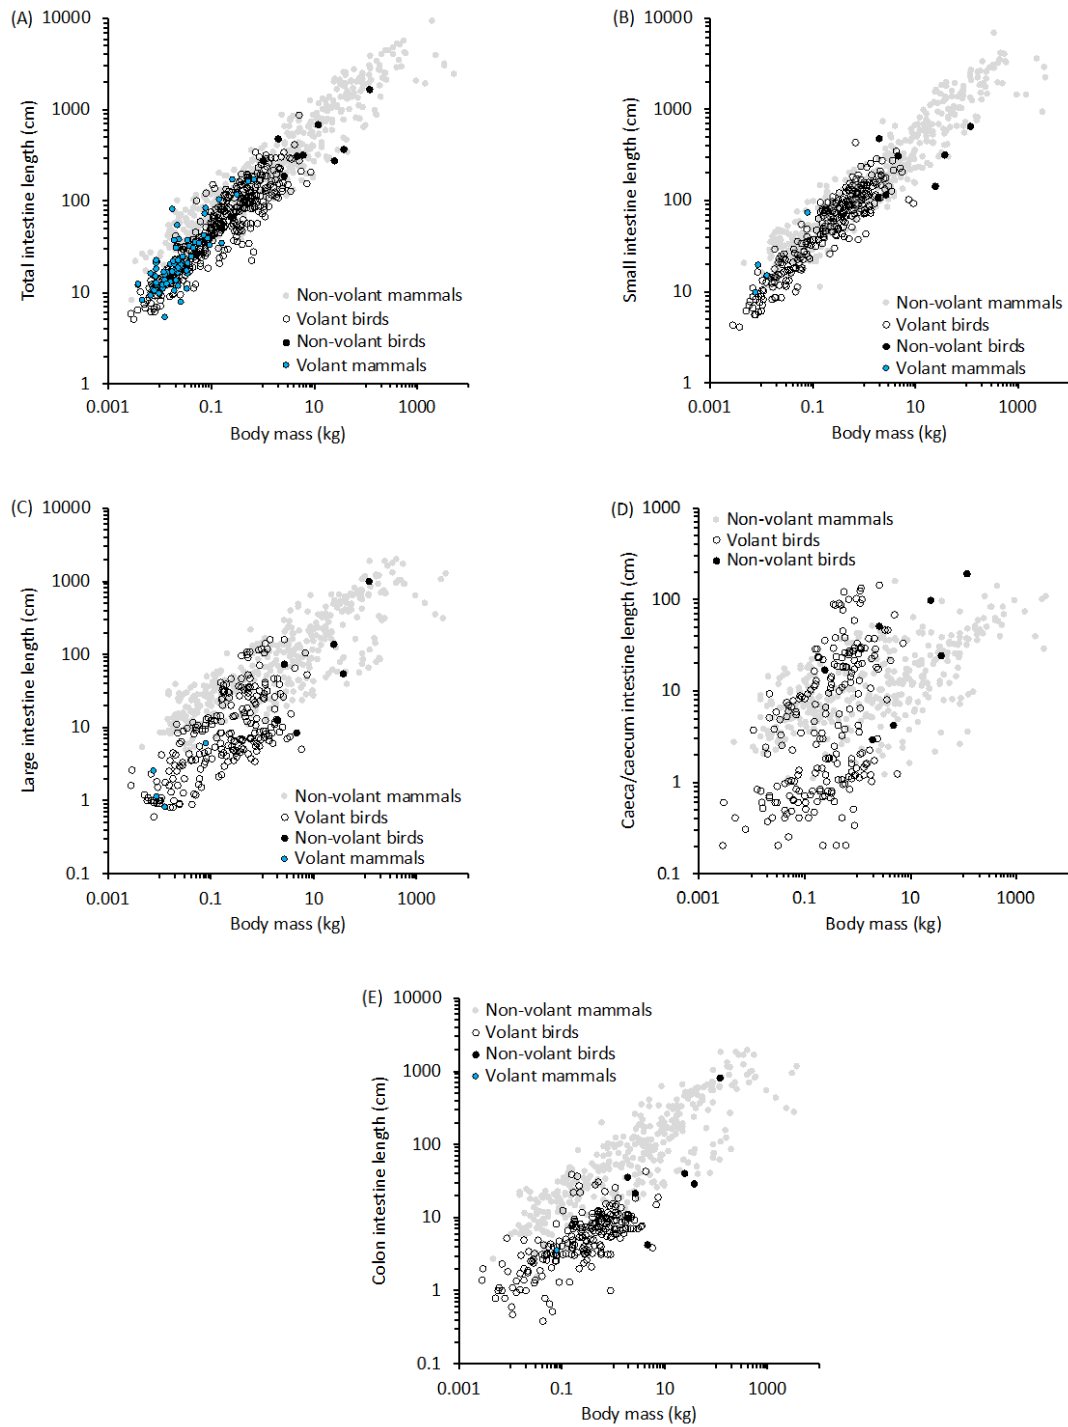 (A)
10000
1000
100
10
1
Total intestine length (cm)
Non-volant mammals
Volant birds
Non-volant birds
Volant mammals
0.001 0.1 10 1000
Body mass (kg)
(B)
10000
1000
100
10
1
Small intestine length (cm)
Non-volant mammals
Volant birds
Non-volant birds
Volant mammals
0.001 0.1 10 1000
Body mass (kg)
(C)
10000
1000
100
10
1
0.1
Large intestine length (cm)
Non-volant mammals
Volant birds
Non-volant birds
Volant mammals
0.001 0.1 10 1000
Body mass (kg)
(D)
1000
100
10
1
0.1
Caeca/caecum intestine length (cm)
Non-volant mammals
Volant birds
Non-volant birds
0.001 0.1 10 1000
Body mass (kg)
(E)
10000
1000
100
10
1
0.1
Colon intestine length (cm)
Non-volant mammals
Volant birds
Non-volant birds
Volant mammals
0.001 0.1 10 1000
Body mass (kg)